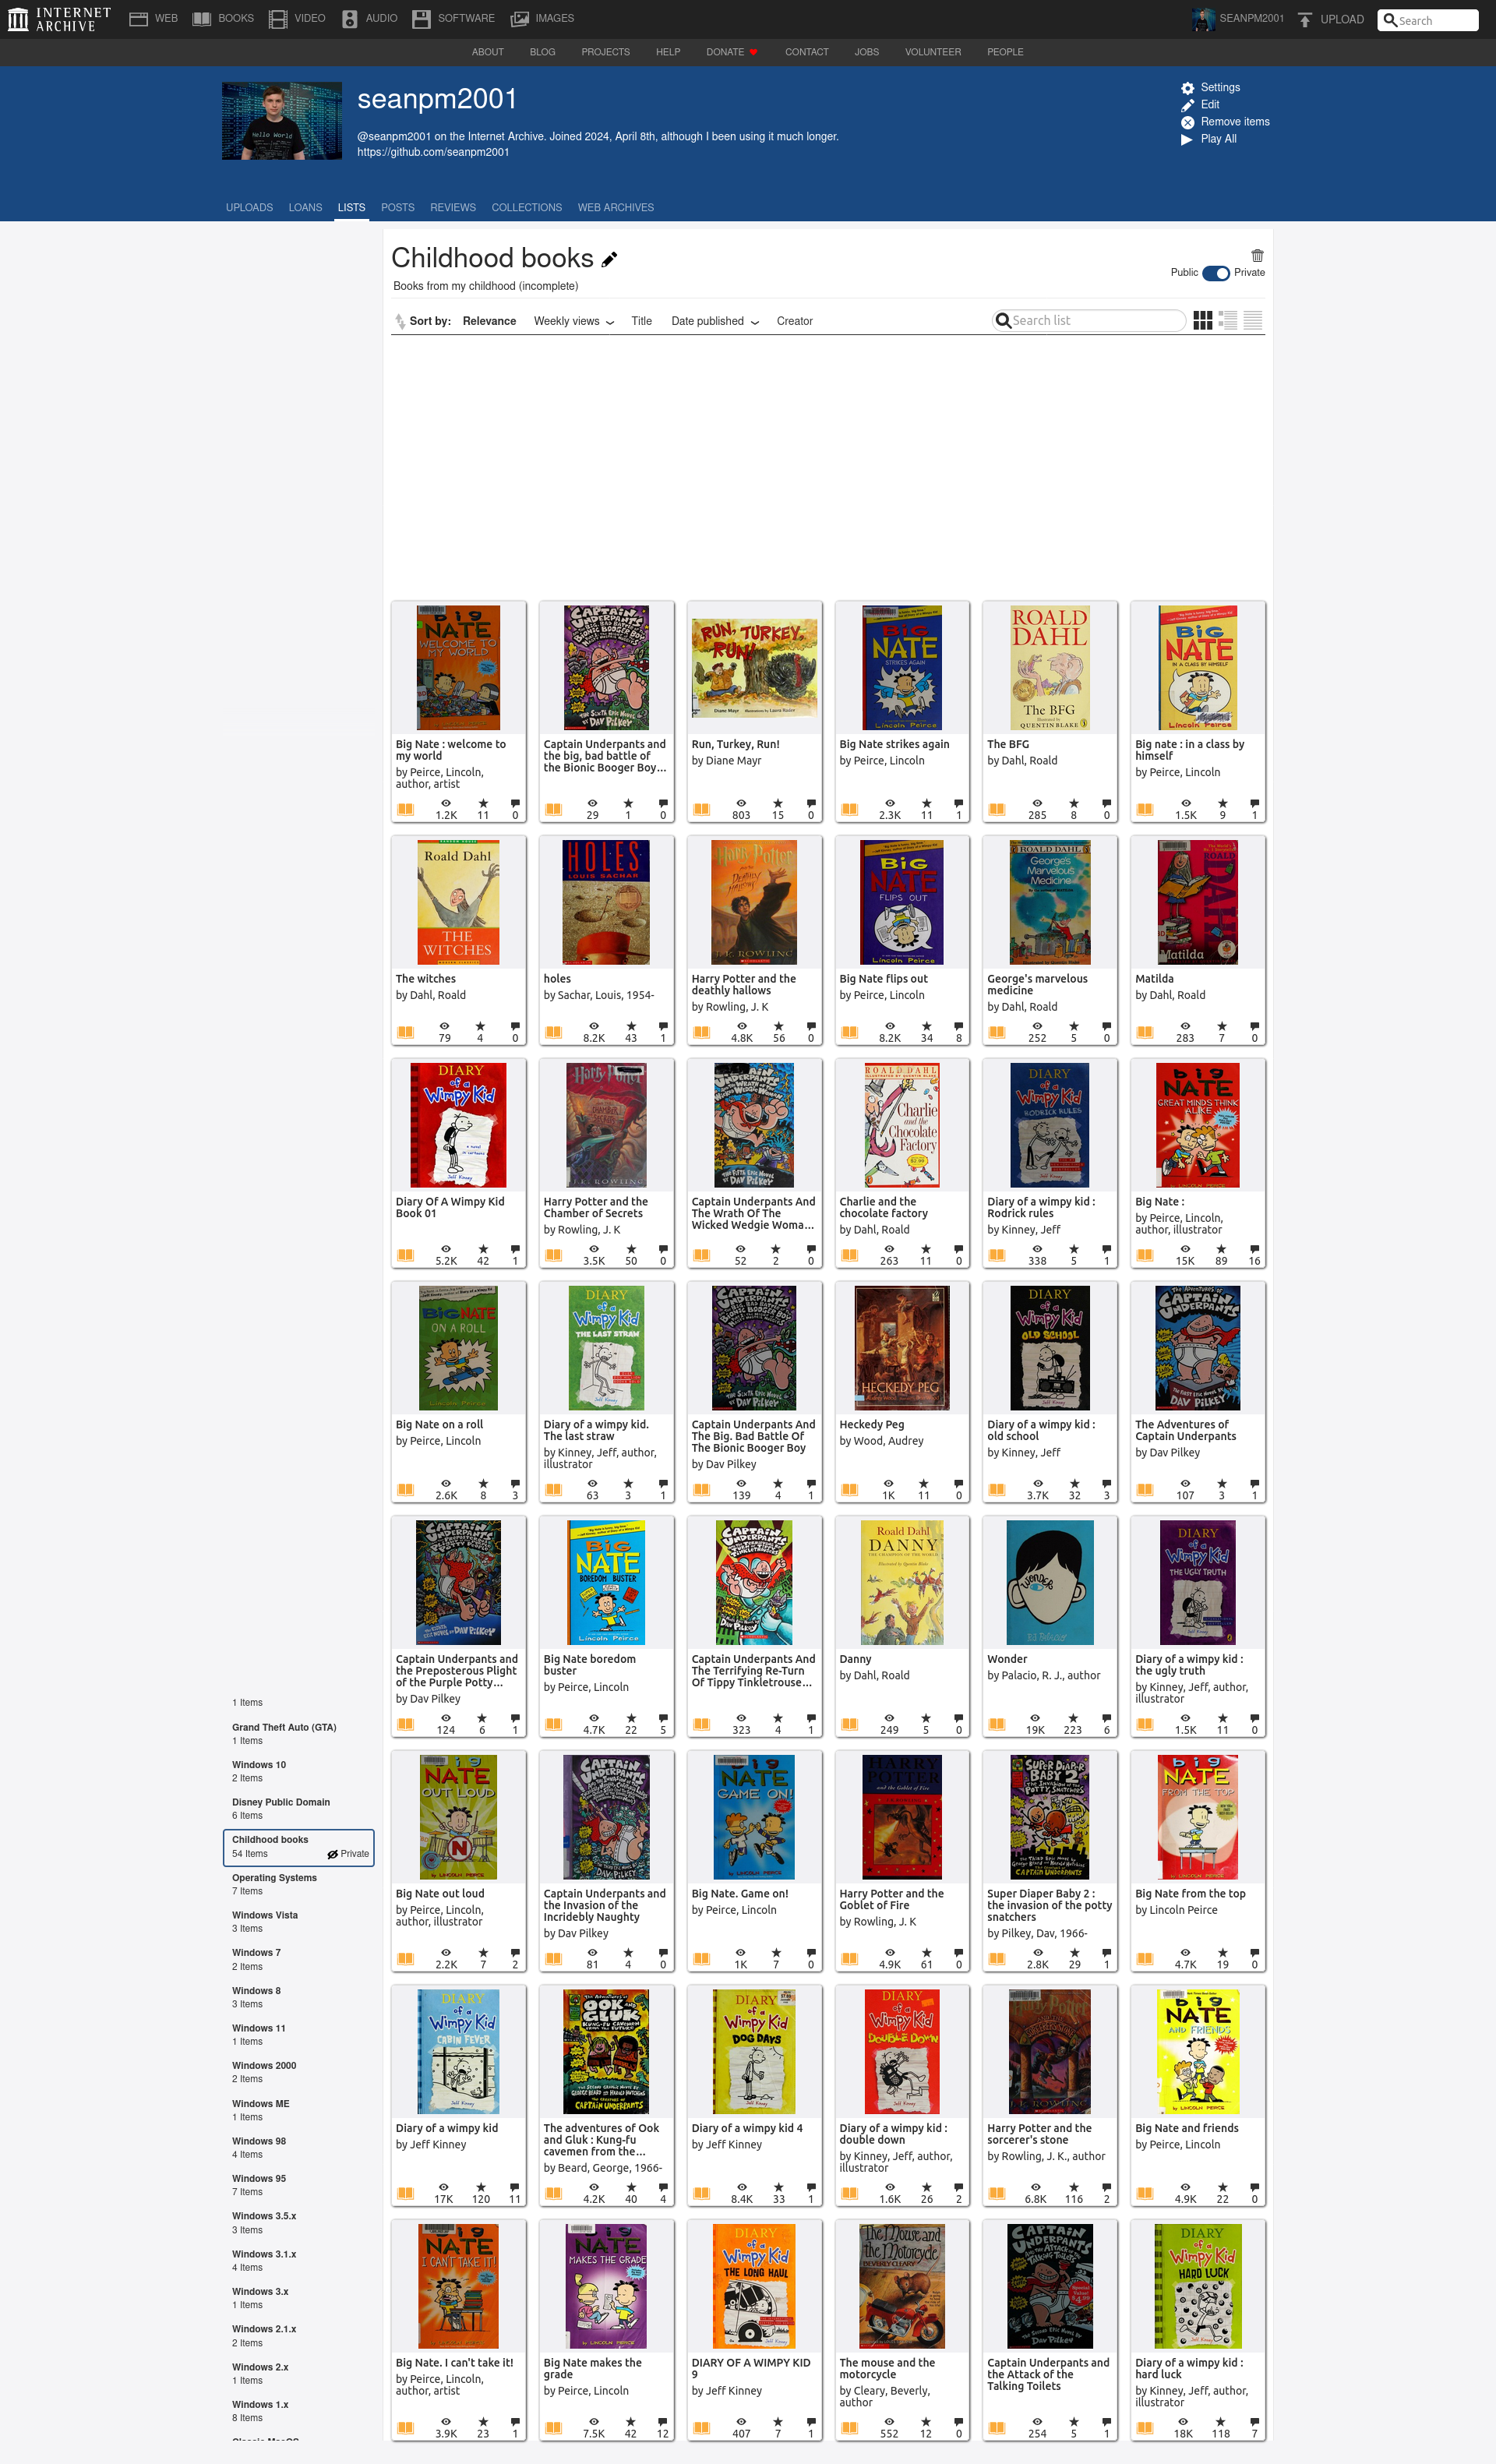 INTERNET ARCHIVE
WEB BOOKS VIDEO AUDIO SOFTWARE IMAGES
SEANPM2001 UPLOAD Search
ABOUT BLOG PROJECTS HELP DONATE CONTACT JOBS VOLUNTEER PEOPLE
Hello World
seanpm2001
@seanpm2001 on the Internet Archive. Joined 2024, April 8th, although I been using it much longer.
https://github.com/seanpm2001
Settings
Edit
Remove items
Play All
UPLOADS LOANS LISTS POSTS REVIEWS COLLECTIONS WEB ARCHIVES
Childhood books
Public Private
Books from my childhood (incomplete)
Sort by: Relevance Weekly views Title Date published Creator Search list
Big Nate : welcome to
my world
by Peirce, Lincoln,
author, artist
1.2K 11 0
Captain Underpants and
the big, bad battle of
the Bionic Booger Boy...
29 1 0
Run, Turkey, Run!
by Diane Mayr
803 15 0
Big Nate strikes again
by Peirce, Lincoln
2.3K 11 1
The BFG
by Dahl, Roald
285 8 0
Big nate : in a class by
himself
by Peirce, Lincoln
1.5K 9 1
The witches
by Dahl, Roald
79 4 0
holes
by Sachar, Louis, 1954-
8.2K 43 1
Harry Potter and the
deathly hallows
by Rowling, J. K
4.8K 56 0
Big Nate flips out
by Peirce, Lincoln
8.2K 34 8
George's marvelous
medicine
by Dahl, Roald
252 5 0
Matilda
by Dahl, Roald
283 7 0
Diary Of A Wimpy Kid
Book 01
5.2K 42 1
Harry Potter and the
Chamber of Secrets
by Rowling, J. K
3.5K 50 0
Captain Underpants And
The Wrath Of The
Wicked Wedgie Woma...
52 2 0
Charlie and the
chocolate factory
by Dahl, Roald
263 11 0
Diary of a wimpy kid :
Rodrick rules
by Kinney, Jeff
338 5 1
Big Nate :
by Peirce, Lincoln,
author, illustrator
15K 89 16
Big Nate on a roll
by Peirce, Lincoln
2.6K 8 3
Diary of a wimpy kid.
The last straw
by Kinney, Jeff, author,
illustrator
63 3 1
Captain Underpants And
The Big. Bad Battle Of
The Bionic Booger Boy
by Dav Pilkey
139 4 1
Heckedy Peg
by Wood, Audrey
1K 11 0
Diary of a wimpy kid :
old school
by Kinney, Jeff
3.7K 32 3
The Adventures of
Captain Underpants
by Dav Pilkey
107 3 1
Captain Underpants and
the Preposterous Plight
of the Purple Potty...
by Dav Pilkey
124 6 1
Big Nate boredom
buster
by Peirce, Lincoln
4.7K 22 5
Captain Underpants And
The Terrifying Re-Turn
Of Tippy Tinkletrouse...
323 4 1
Danny
by Dahl, Roald
249 5 0
Wonder
by Palacio, R. J., author
19K 223 6
Diary of a wimpy kid :
the ugly truth
by Kinney, Jeff, author,
illustrator
1.5K 11 0
Big Nate out loud
by Peirce, Lincoln,
author, illustrator
2.2K 7 2
Captain Underpants and
the Invasion of the
Incridebly Naughty
by Dav Pilkey
81 4 0
Big Nate. Game on!
by Peirce, Lincoln
1K 7 0
Harry Potter and the
Goblet of Fire
by Rowling, J. K
4.9K 61 0
Super Diaper Baby 2 :
the invasion of the potty
snatchers
by Pilkey, Dav, 1966-
2.8K 29 1
Big Nate from the top
by Lincoln Peirce
4.7K 19 0
Diary of a wimpy kid
by Jeff Kinney
17K 120 11
The adventures of Ook
and Gluk : Kung-fu
cavemen from the...
by Beard, George, 1966-
4.2K 40 4
Diary of a wimpy kid 4
by Jeff Kinney
8.4K 33 1
Diary of a wimpy kid :
double down
by Kinney, Jeff, author,
illustrator
1.6K 26 2
Harry Potter and the
sorcerer's stone
by Rowling, J. K., author
6.8K 116 2
Big Nate and friends
by Peirce, Lincoln
4.9K 22 0
Big Nate. I can't take it!
by Peirce, Lincoln,
author, artist
3.9K 23 1
Big Nate makes the
grade
by Peirce, Lincoln
7.5K 42 12
DIARY OF A WIMPY KID
9
by Jeff Kinney
407 7 1
The mouse and the
motorcycle
by Cleary, Beverly,
author
552 12 0
Captain Underpants and
the Attack of the
Talking Toilets
254 5 1
Diary of a wimpy kid :
hard luck
by Kinney, Jeff, author,
illustrator
18K 118 7
1 Items
Grand Theft Auto (GTA)
1 Items
Windows 10
2 Items
Disney Public Domain
6 Items
Childhood books
54 Items Private
Operating Systems
7 Items
Windows Vista
3 Items
Windows 7
2 Items
Windows 8
3 Items
Windows 11
1 Items
Windows 2000
2 Items
Windows ME
1 Items
Windows 98
4 Items
Windows 95
7 Items
Windows 3.5.x
3 Items
Windows 3.1.x
4 Items
Windows 3.x
1 Items
Windows 2.1.x
2 Items
Windows 2.x
1 Items
Windows 1.x
8 Items